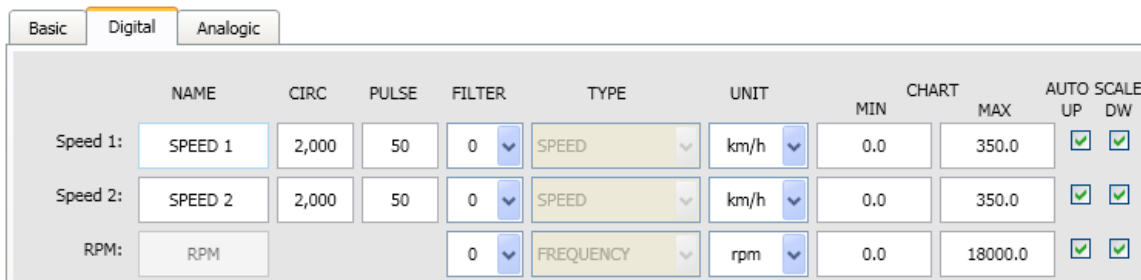 Basic Digital Analogic
NAME CIRC PULSE FILTER TYPE UNIT CHART AUTO SCALE
MIN MAX UP DW
Speed 1: SPEED 1 2,000 50 0 SPEED km/h 0.0 350.0
Speed 2: SPEED 2 2,000 50 0 SPEED km/h 0.0 350.0
RPM: RPM 0 FREQUENCY rpm 0.0 18000.0